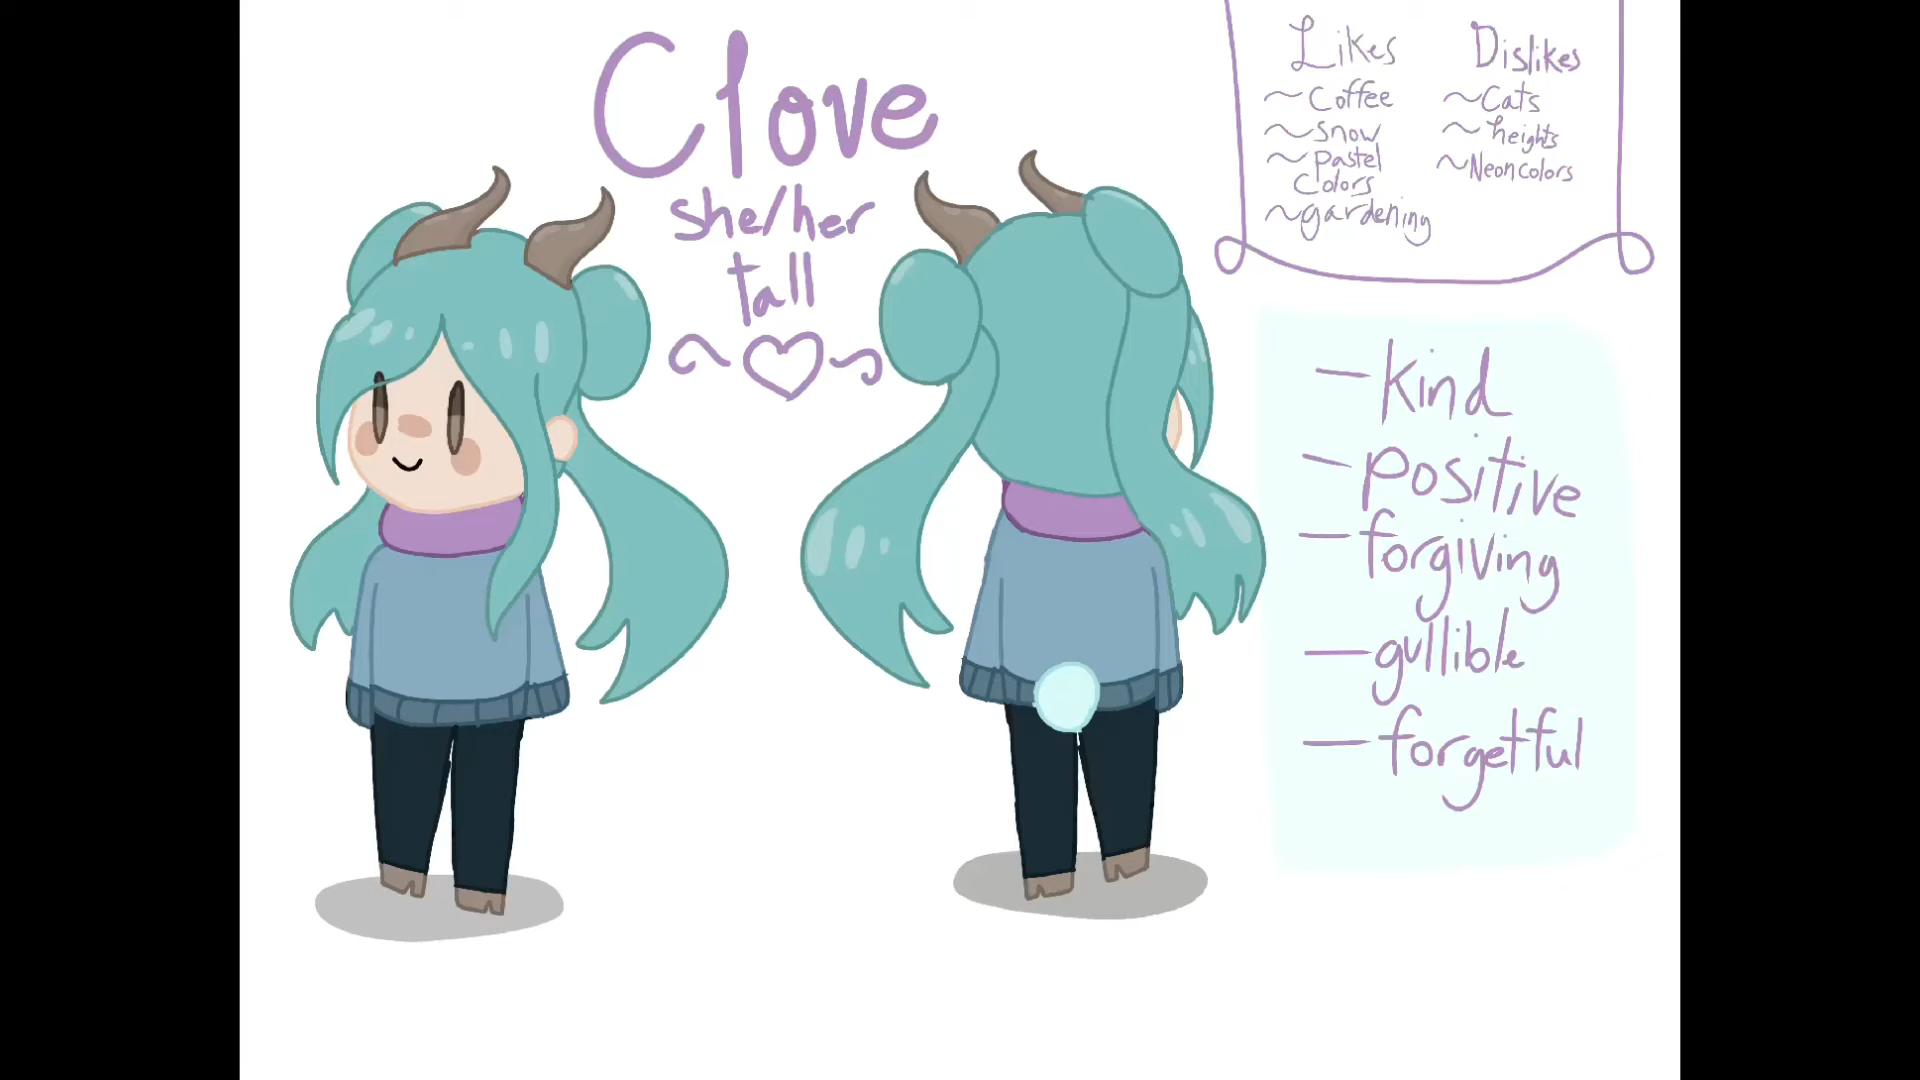 Clove
she/her
tall
Likes
~Coffee
~snow
~pastel
colors
~gardening
Dislikes
~Cats
~heights
~Neon colors
-kind
-positive
-forgiving
-gullible
-forgetful